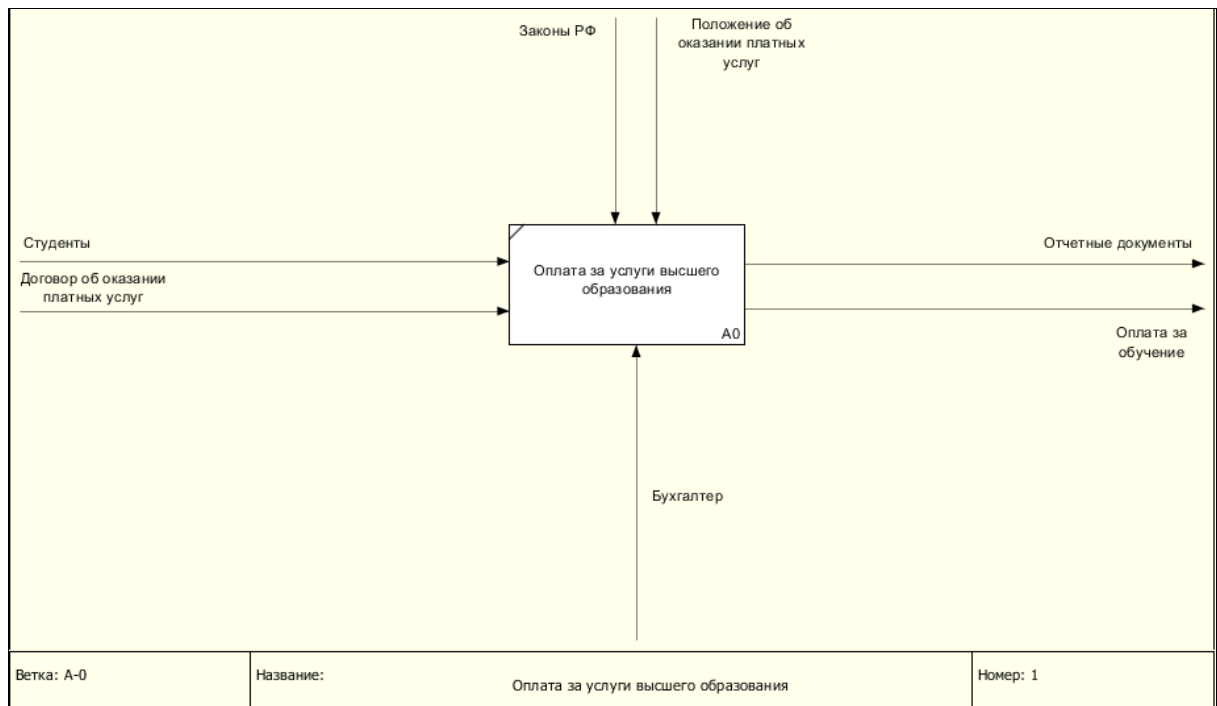 Законы РФ
Положение об
оказании платных
услуг
Студенты
Договор об оказании
платных услуг
Оплата за услуги высшего
образования
A0
Отчетные документы
Оплата за
обучение
Бухгалтер
Ветка: A-0
Название:
Оплата за услуги высшего образования
Номер: 1